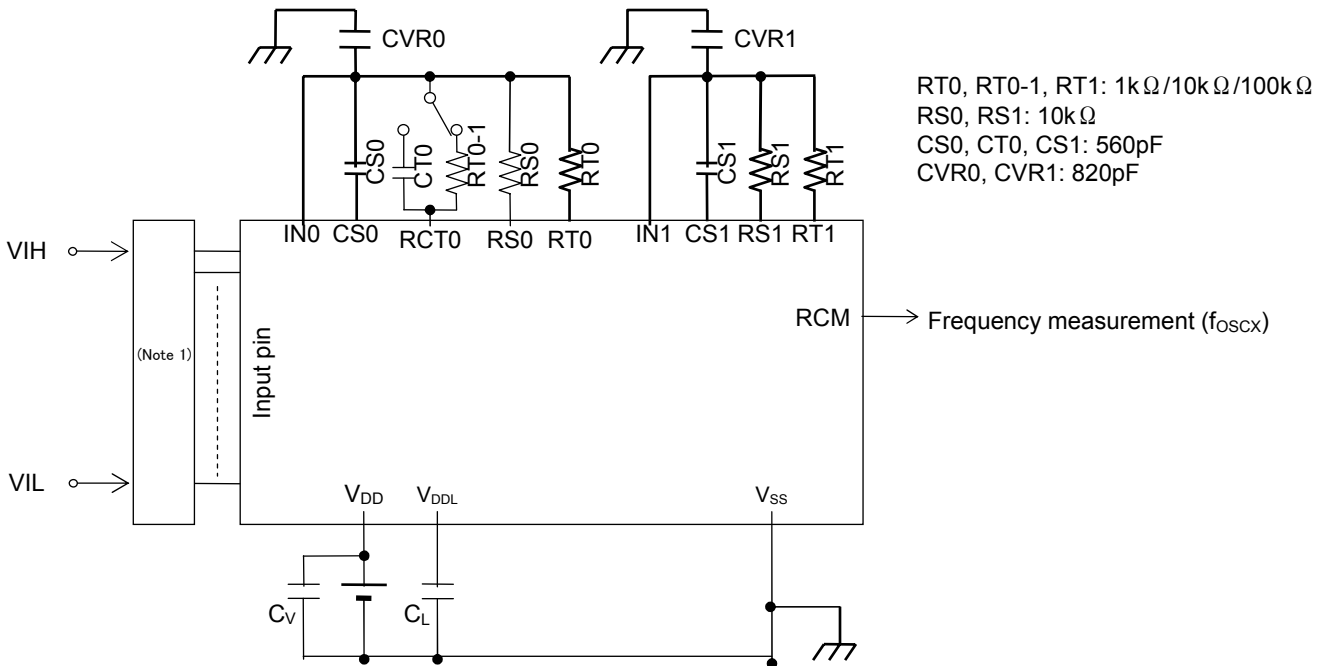 CVR0
CVR1
RT0, RT0-1, RT1: 1kΩ/10kΩ/100kΩ
RS0, RS1: 10kΩ
CS0, CT0, CS1: 560pF
CVR0, CVR1: 820pF
CS0
CT0
RT0-1
RS0
RT0
CS1
RS1
RT1
IN0 CS0 RCT0 RS0 RT0 IN1 CS1 RS1 RT1
VIH
(Note 1)
Input pin
RCM
Frequency measurement (fOSCX)
VIL
VDD
VDDL
VSS
CV
CL